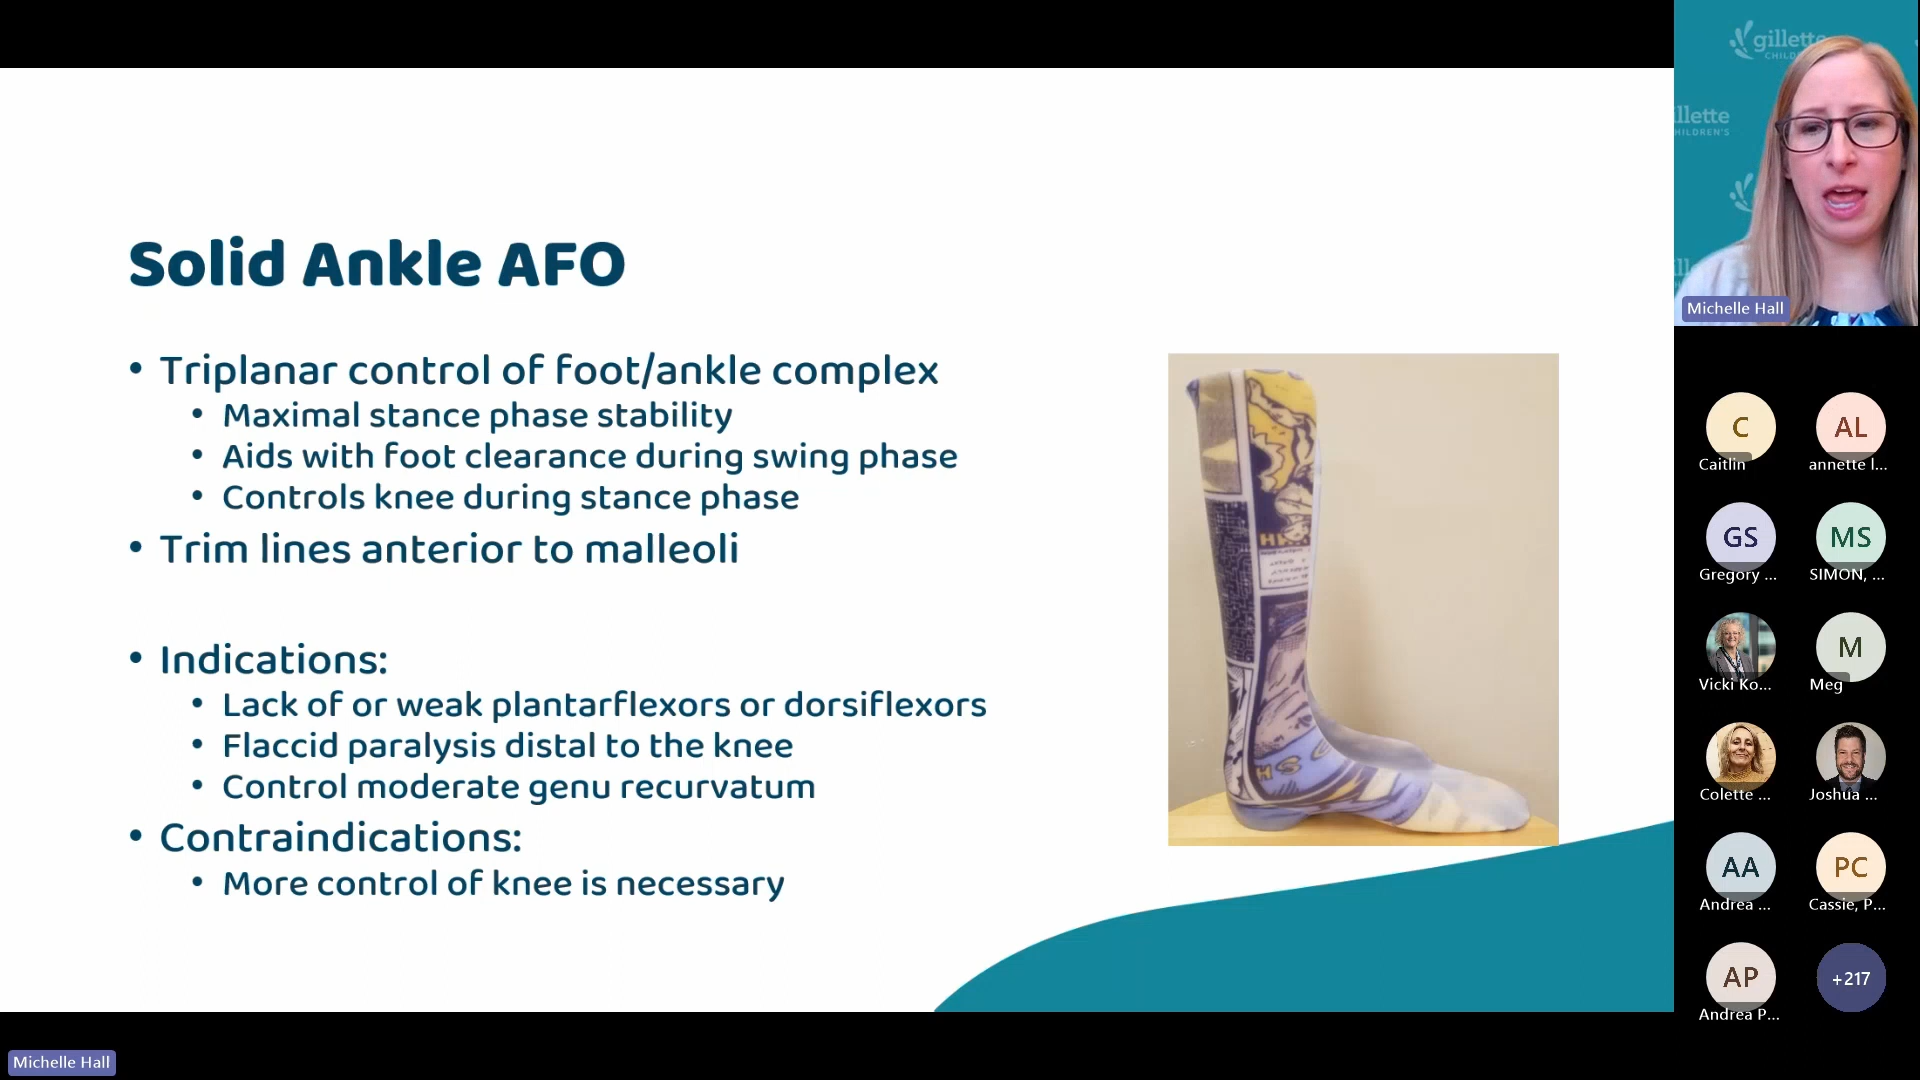 Solid Ankle AFO
• Triplanar control of foot/ankle complex
• Maximal stance phase stability
• Aids with foot clearance during swing phase
• Controls knee during stance phase
• Trim lines anterior to malleoli
• Indications:
• Lack of or weak plantarflexors or dorsiflexors
• Flaccid paralysis distal to the knee
• Control moderate genu recurvatum
• Contraindications:
• More control of knee is necessary
gillette
Michelle Hall
C
Caitlin
AL
annette l...
GS
Gregory ...
MS
SIMON, ...
Vicki Ko...
M
Meg
Colette ...
Joshua ...
AA
Andrea ...
PC
Cassie, P...
AP
Andrea P...
+217
Michelle Hall